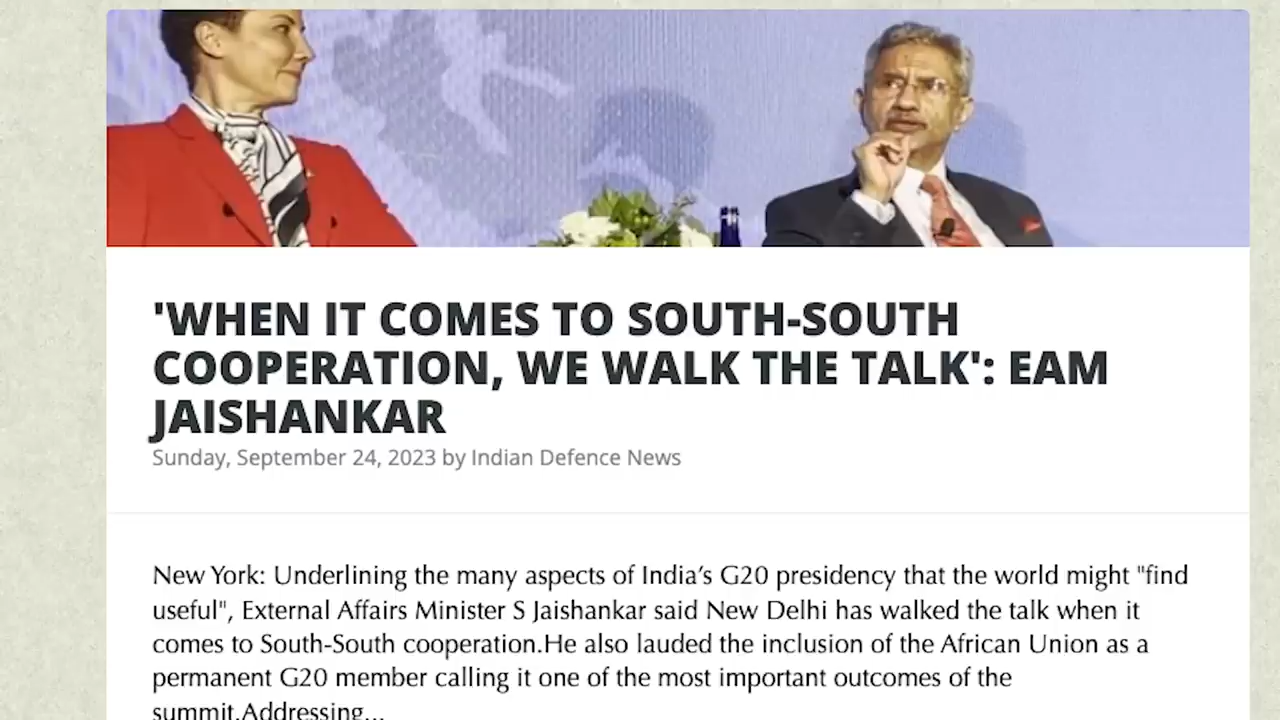 'WHEN IT COMES TO SOUTH-SOUTH
COOPERATION, WE WALK THE TALK': EAM
JAISHANKAR
Sunday, September 24, 2023 by Indian Defence News
New York: Underlining the many aspects of India’s G20 presidency that the world might "find
useful", External Affairs Minister S Jaishankar said New Delhi has walked the talk when it
comes to South-South cooperation.He also lauded the inclusion of the African Union as a
permanent G20 member calling it one of the most important outcomes of the
summit.Addressing...